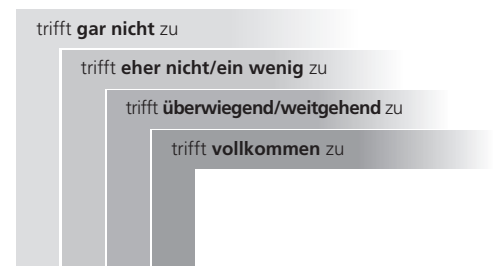 trifft gar nicht zu
trifft eher nicht/ein wenig zu
trifft überwiegend/weitgehend zu
trifft vollkommen zu